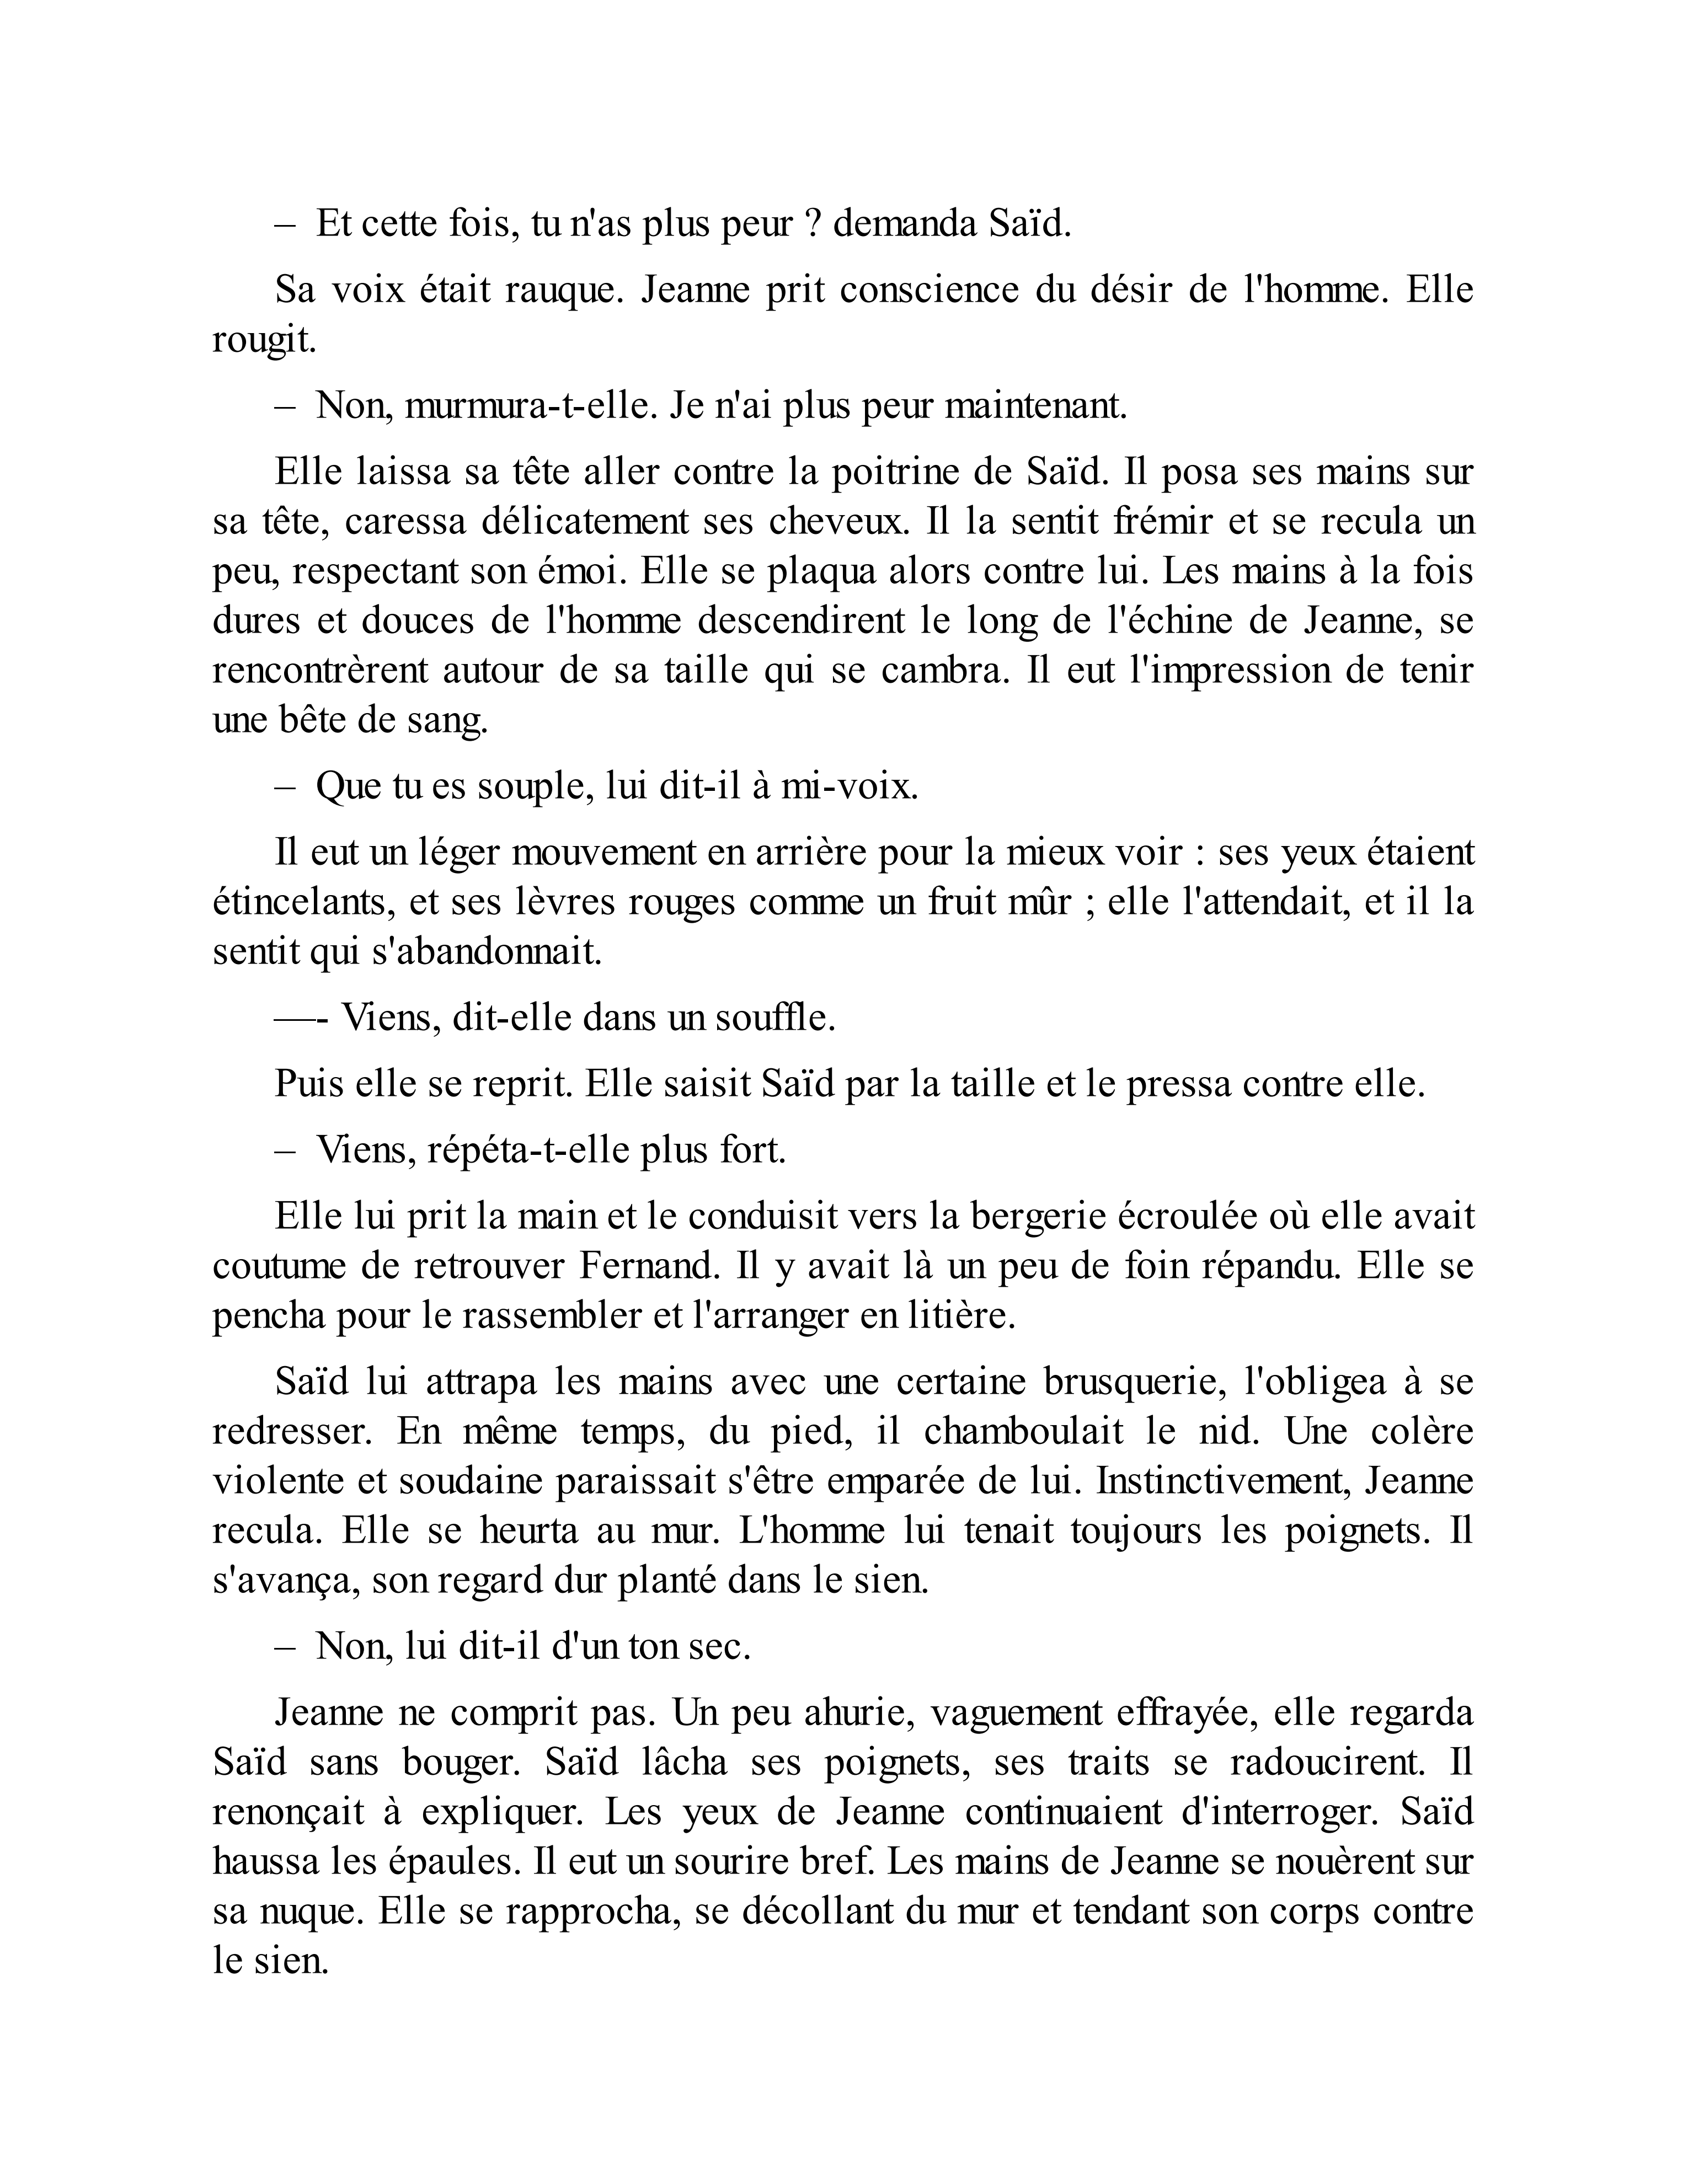 – Et cette fois, tu n'as plus peur ? demanda Saïd.
Sa voix était rauque. Jeanne prit conscience du désir de l'homme. Elle
rougit.
– Non, murmura-t-elle. Je n'ai plus peur maintenant.
Elle laissa sa tête aller contre la poitrine de Saïd. Il posa ses mains sur
sa tête, caressa délicatement ses cheveux. Il la sentit frémir et se recula un
peu, respectant son émoi. Elle se plaqua alors contre lui. Les mains à la fois
dures et douces de l'homme descendirent le long de l'échine de Jeanne, se
rencontrèrent autour de sa taille qui se cambra. Il eut l'impression de tenir
une bête de sang.
– Que tu es souple, lui dit-il à mi-voix.
Il eut un léger mouvement en arrière pour la mieux voir : ses yeux étaient
étincelants, et ses lèvres rouges comme un fruit mûr ; elle l'attendait, et il la
sentit qui s'abandonnait.
—- Viens, dit-elle dans un souffle.
Puis elle se reprit. Elle saisit Saïd par la taille et le pressa contre elle.
– Viens, répéta-t-elle plus fort.
Elle lui prit la main et le conduisit vers la bergerie écroulée où elle avait
coutume de retrouver Fernand. Il y avait là un peu de foin répandu. Elle se
pencha pour le rassembler et l'arranger en litière.
Saïd lui attrapa les mains avec une certaine brusquerie, l'obligea à se
redresser. En même temps, du pied, il chamboulait le nid. Une colère
violente et soudaine paraissait s'être emparée de lui. Instinctivement, Jeanne
recula. Elle se heurta au mur. L'homme lui tenait toujours les poignets. Il
s'avança, son regard dur planté dans le sien.
– Non, lui dit-il d'un ton sec.
Jeanne ne comprit pas. Un peu ahurie, vaguement effrayée, elle regarda
Saïd sans bouger. Saïd lâcha ses poignets, ses traits se radoucirent. Il
renonçait à expliquer. Les yeux de Jeanne continuaient d'interroger. Saïd
haussa les épaules. Il eut un sourire bref. Les mains de Jeanne se nouèrent sur
sa nuque. Elle se rapprocha, se décollant du mur et tendant son corps contre
le sien.